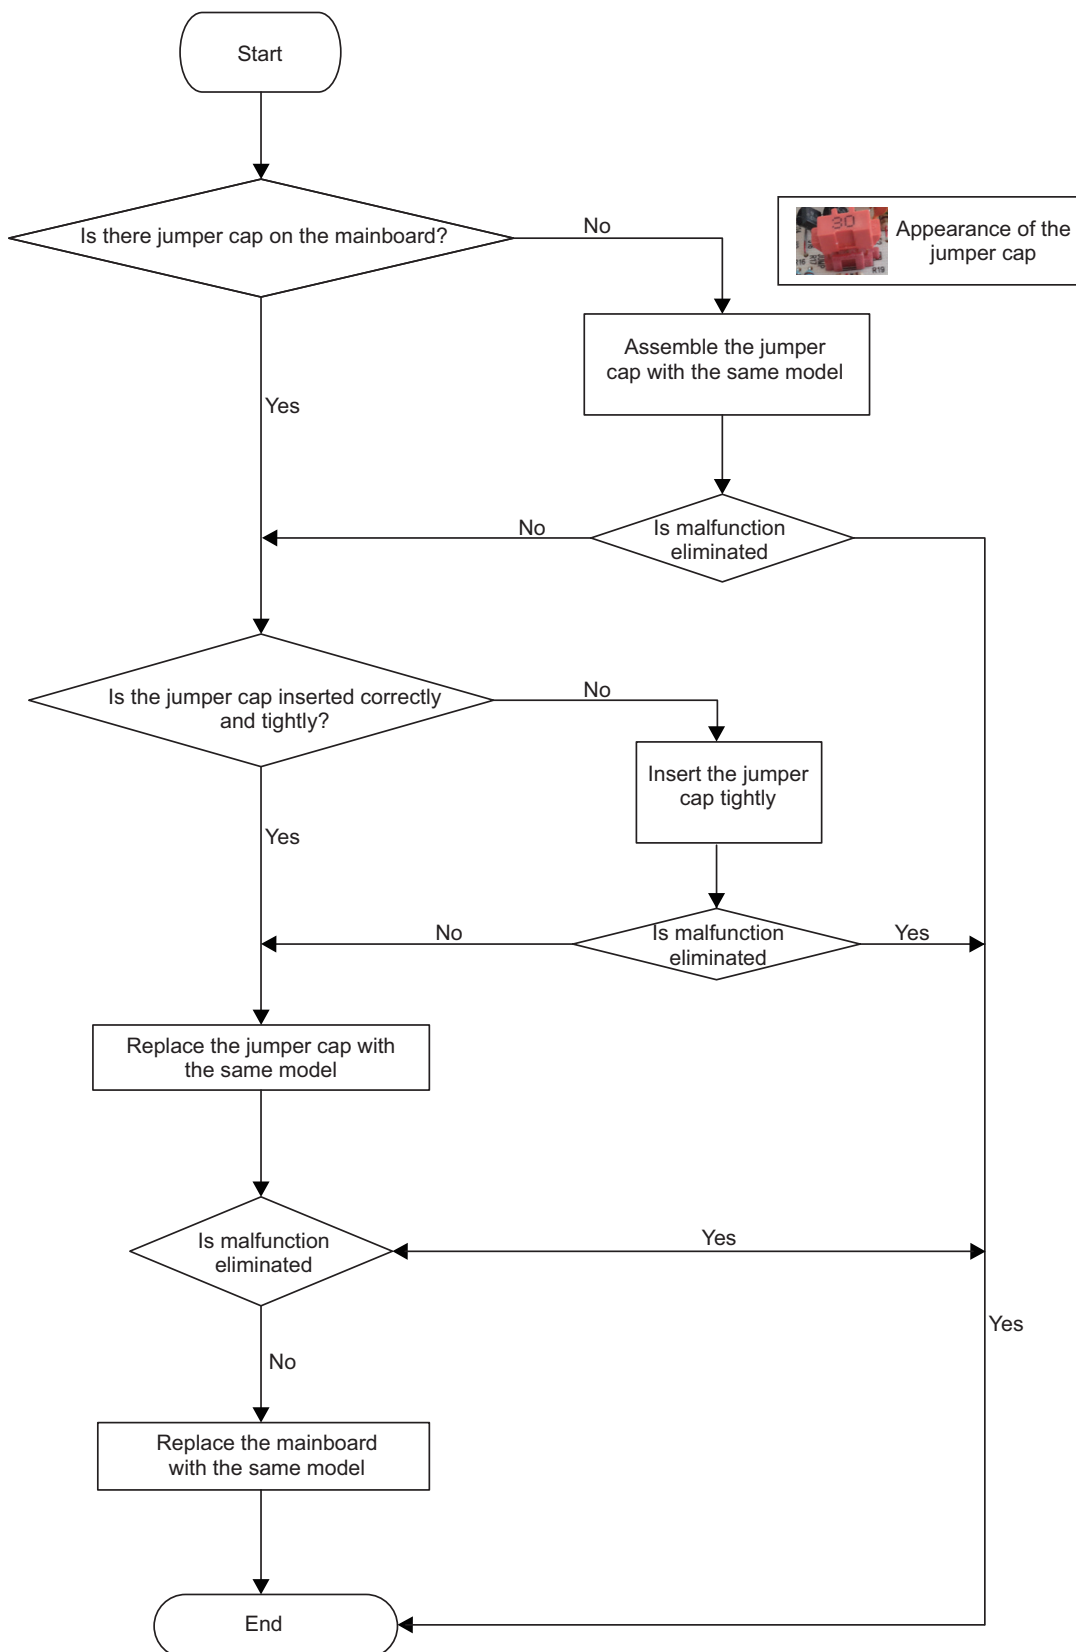 Start
Is there jumper cap on the mainboard?
No
30
R19
Appearance of the
jumper cap
Assemble the jumper
cap with the same model
Yes
No
Is malfunction
eliminated
Is the jumper cap inserted correctly
and tightly?
No
Insert the jumper
cap tightly
Yes
No
Is malfunction
eliminated
Yes
Replace the jumper cap with
the same model
Is malfunction
eliminated
Yes
Yes
No
Replace the mainboard
with the same model
End